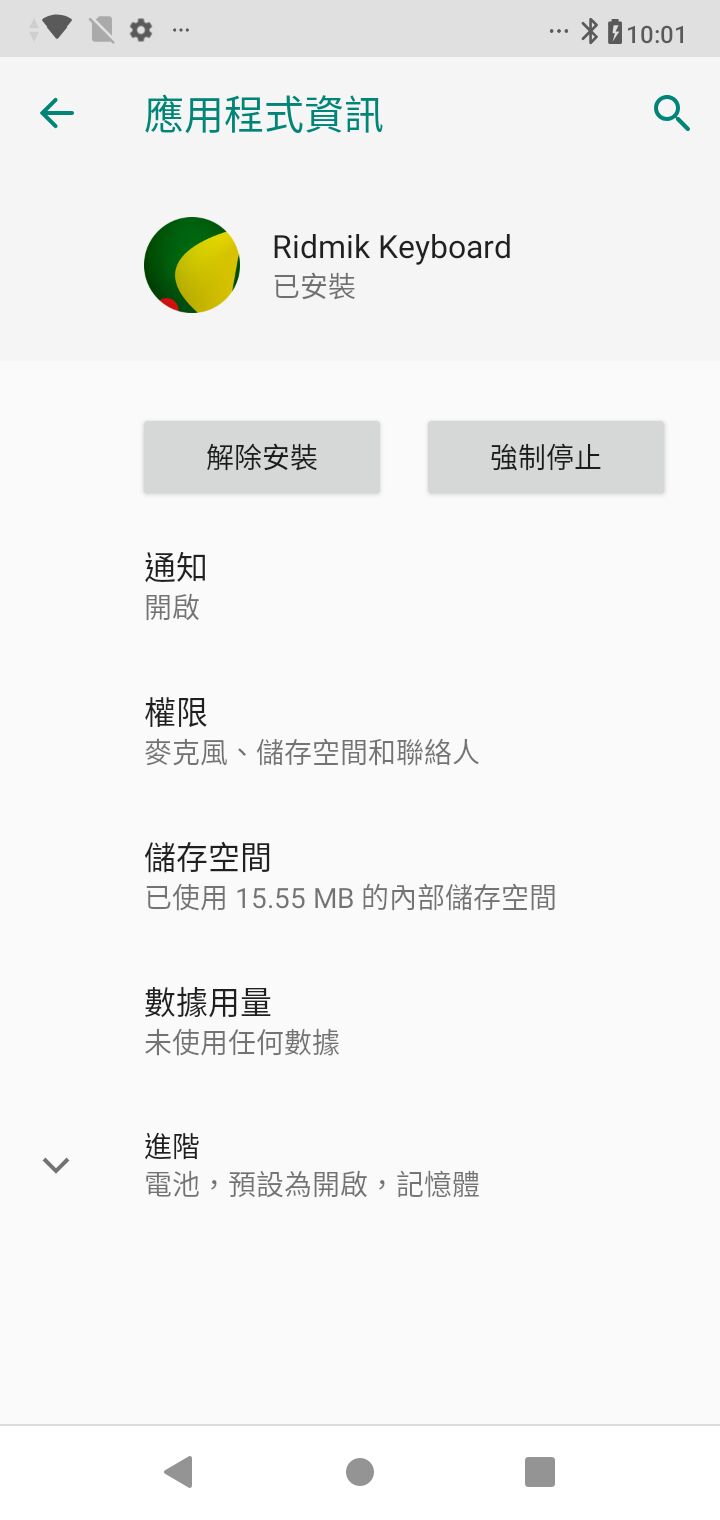 10:01
應用程式資訊
Ridmik Keyboard
已安裝
解除安裝
強制停止
通知
開啟
權限
麥克風、儲存空間和聯絡人
儲存空間
已使用 15.55 MB 的內部儲存空間
數據用量
未使用任何數據
進階
電池，預設為開啟，記憶體